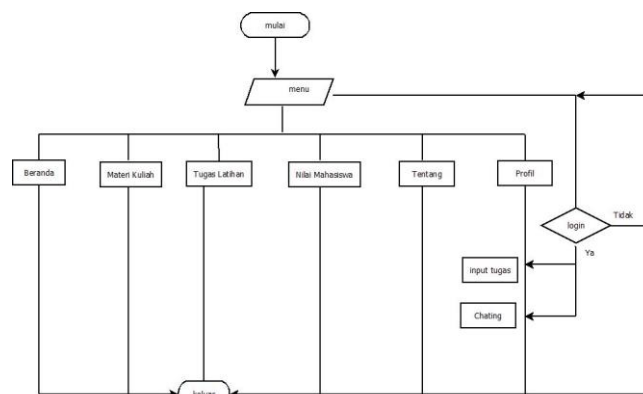 mulai
menu
Beranda
Materi Kuliah
Tugas Latihan
Nilai Mahasiswa
Tentang
Profil
login
Tidak
Ya
input tugas
Chating